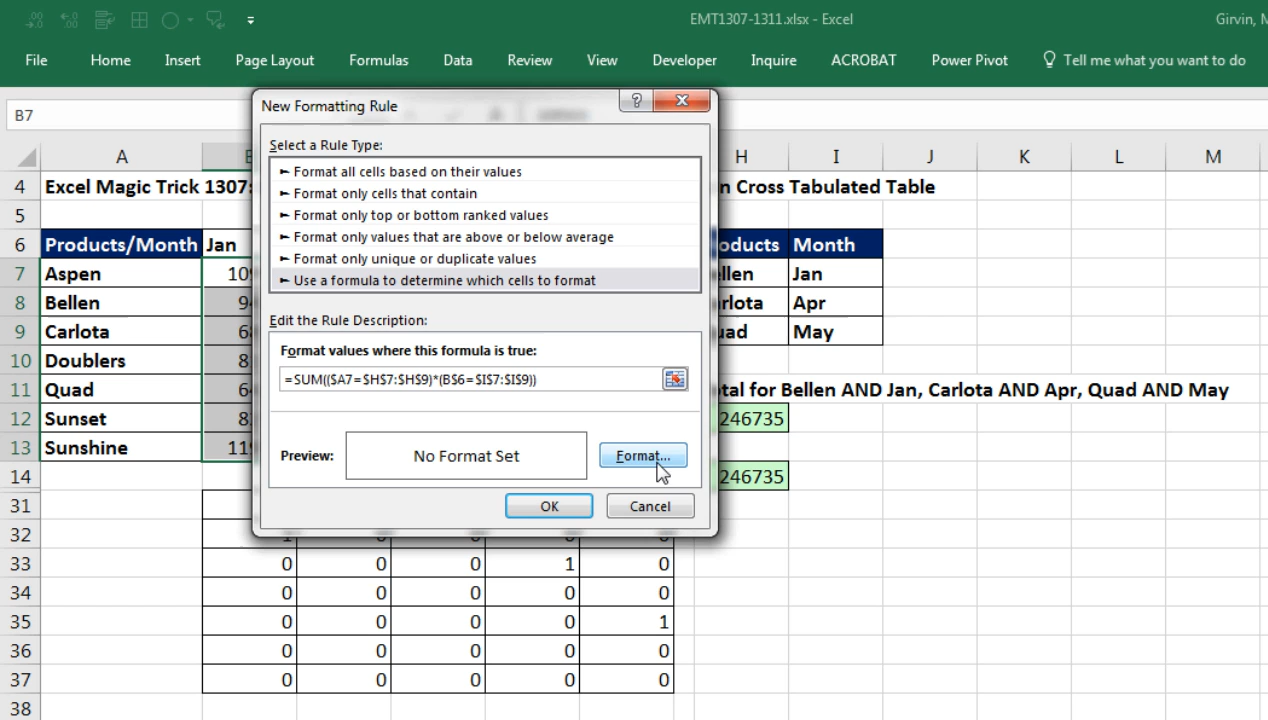 EMT1307-1311.xlsx - Excel
Girvin, M
File Home Insert Page Layout Formulas Data Review View Developer Inquire ACROBAT Power Pivot Tell me what you want to do
B7
New Formatting Rule
?
Select a Rule Type:
► Format all cells based on their values
► Format only cells that contain
► Format only top or bottom ranked values
► Format only values that are above or below average
► Format only unique or duplicate values
► Use a formula to determine which cells to format
Edit the Rule Description:
Format values where this formula is true:
=SUM(($A7=$H$7:$H$9)*(B$6=$I$7:$I$9))
Preview:
No Format Set
Format...
OK
Cancel
A H I J K L M
4 Excel Magic Trick 1307: n Cross Tabulated Table
5
6 Products/Month Jan oducts Month
7 Aspen 109 ellen Jan
8 Bellen 94 arlota Apr
9 Carlota 68 uad May
10 Doublers 8
11 Quad 64 tal for Bellen AND Jan, Carlota AND Apr, Quad AND May
12 Sunset 82 246735
13 Sunshine 119
14 246735
31
32
33 0 0 0 1 0
34 0 0 0 0 0
35 0 0 0 0 1
36 0 0 0 0 0
37 0 0 0 0 0
38